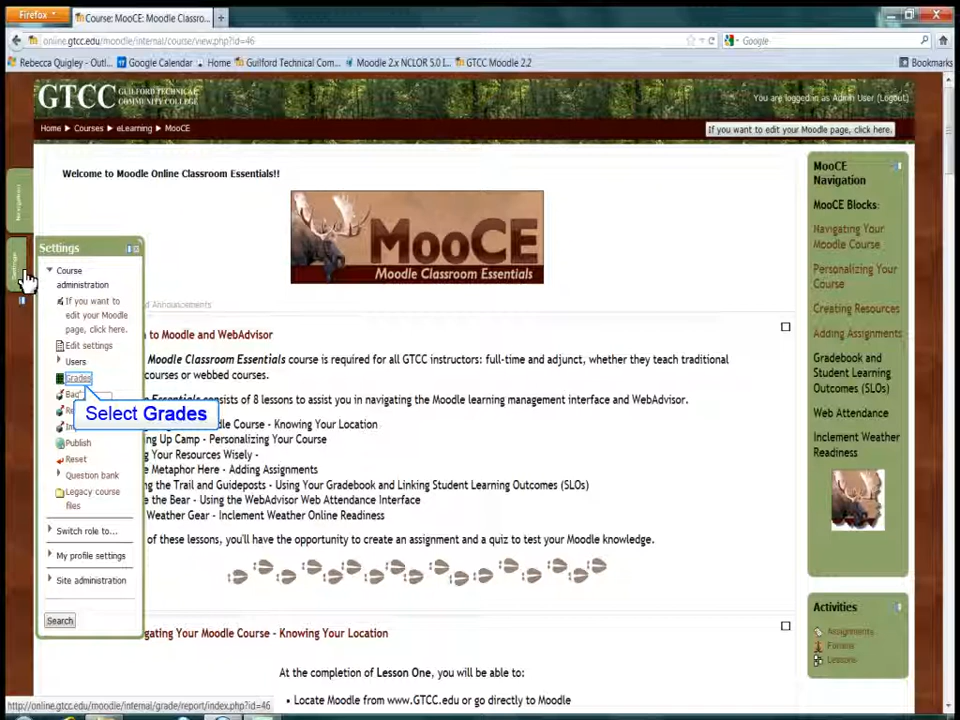 Firefox
Course: MooCE: Moodle Classro...
online.gtcc.edu/moodle/internal/course/view.php?id=46
Google
Rebecca Quigley - Outl...
Google Calendar
Home
Guilford Technical Com...
Moodle 2.x NCLOR 5.0 I...
GTCC Moodle 2.2
Bookmarks
GTCC GUILFORD TECHNICAL
COMMUNITY COLLEGE
You are logged in as Admin User (Logout)
Home ► Courses ► eLearning ► MooCE
If you want to edit your Moodle page, click here.
Navigation
Settings
Welcome to Moodle Online Classroom Essentials!!
MooCE
Moodle Classroom Essentials
Settings
Course
administration
If you want to
edit your Moodle
page, click here.
Edit settings
Users
Grades
Select Grades
Publish
Reset
Question bank
Legacy course
files
Switch role to...
My profile settings
Site administration
Search
d Announcements
to Moodle and WebAdvisor
Moodle Classroom Essentials course is required for all GTCC instructors: full-time and adjunct, whether they teach traditional
courses or webbed courses.
Essentials consists of 8 lessons to assist you in navigating the Moodle learning management interface and WebAdvisor.
dle Course - Knowing Your Location
ing Up Camp - Personalizing Your Course
g Your Resources Wisely -
e Metaphor Here - Adding Assignments
ng the Trail and Guideposts - Using Your Gradebook and Linking Student Learning Outcomes (SLOs)
e the Bear - Using the WebAdvisor Web Attendance Interface
Weather Gear - Inclement Weather Online Readiness
of these lessons, you'll have the opportunity to create an assignment and a quiz to test your Moodle knowledge.
gating Your Moodle Course - Knowing Your Location
At the completion of Lesson One, you will be able to:
• Locate Moodle from www.GTCC.edu or go directly to Moodle
MooCE
Navigation
MooCE Blocks:
Navigating Your
Moodle Course
Personalizing Your
Course
Creating Resources
Adding Assignments
Gradebook and
Student Learning
Outcomes (SLOs)
Web Attendance
Inclement Weather
Readiness
Activities
Assignments
Forums
Lessons
http://online.gtcc.edu/moodle/internal/grade/report/index.php?id=46